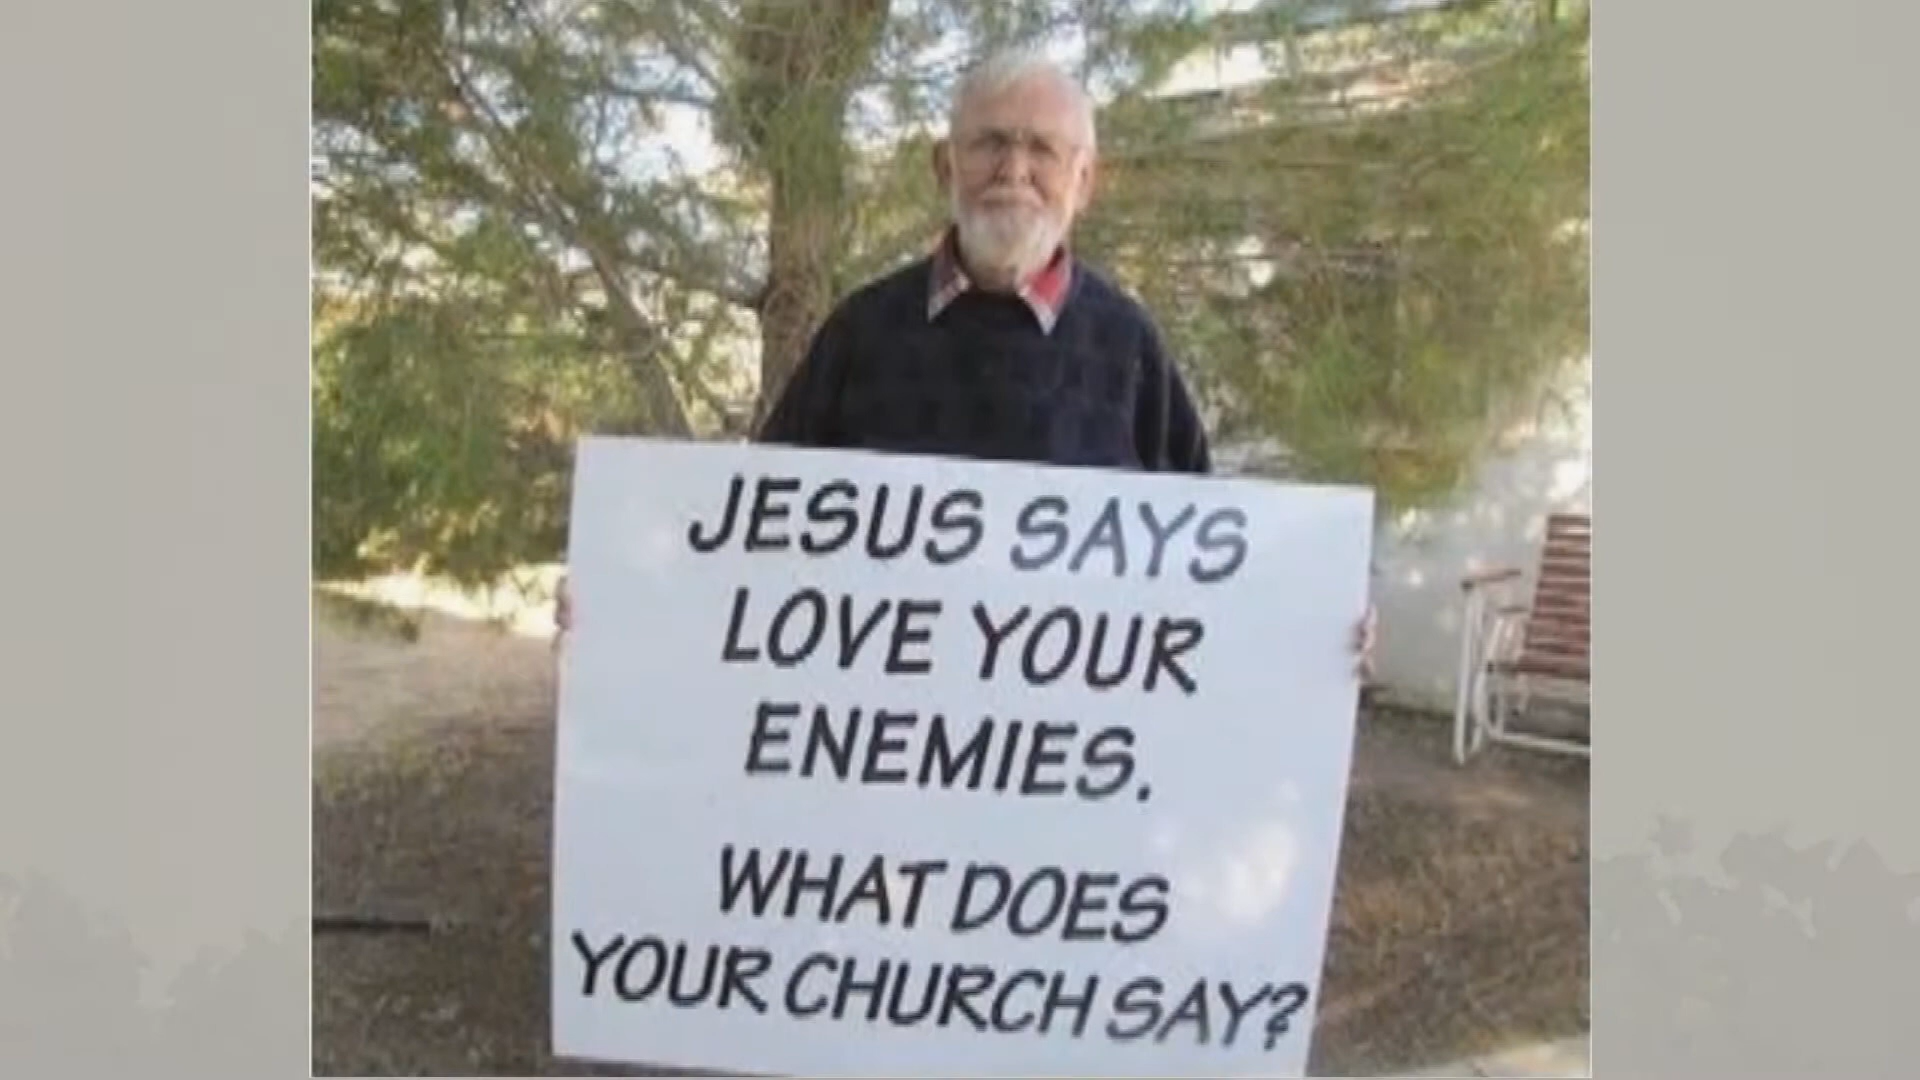 JESUS SAYS
LOVE YOUR
ENEMIES.
WHAT DOES
YOUR CHURCH SAY?